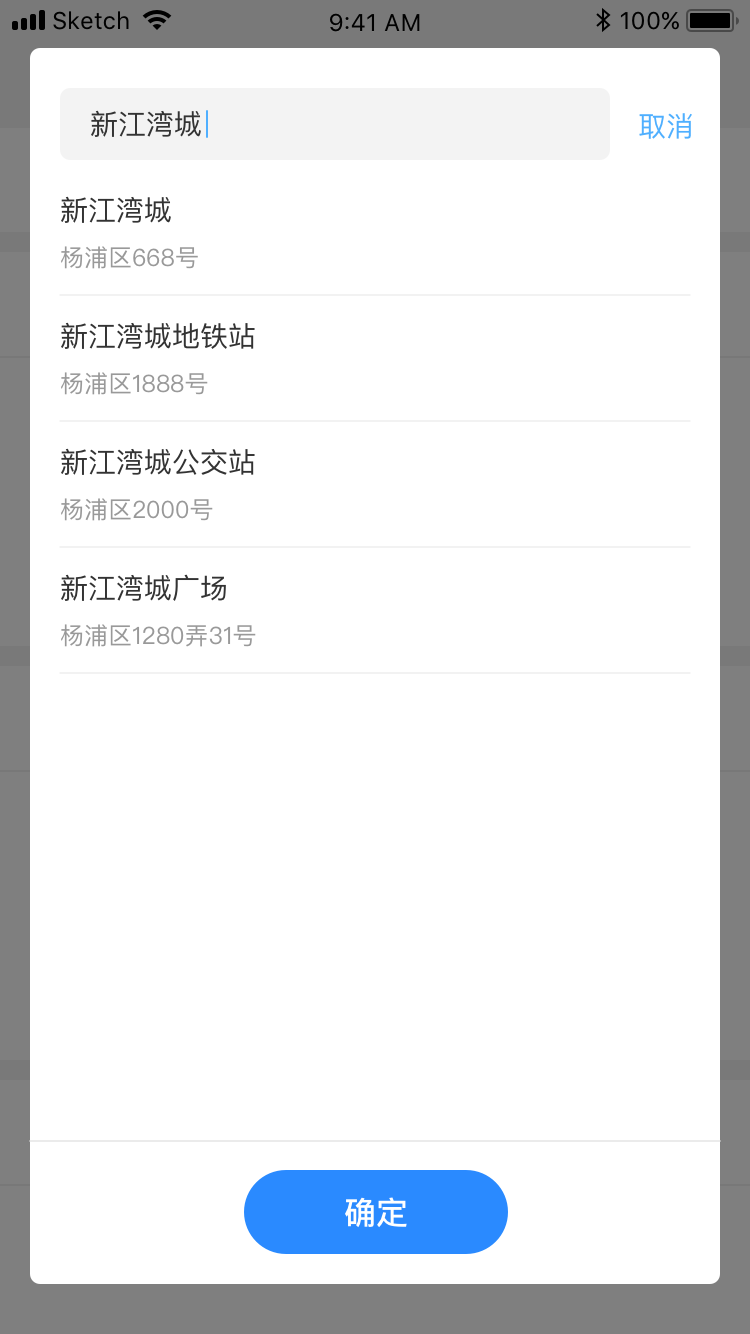 Sketch 9:41 AM 100%
新江湾城 取消
新江湾城
杨浦区668号
新江湾城地铁站
杨浦区1888号
新江湾城公交站
杨浦区2000号
新江湾城广场
杨浦区1280弄31号
确定